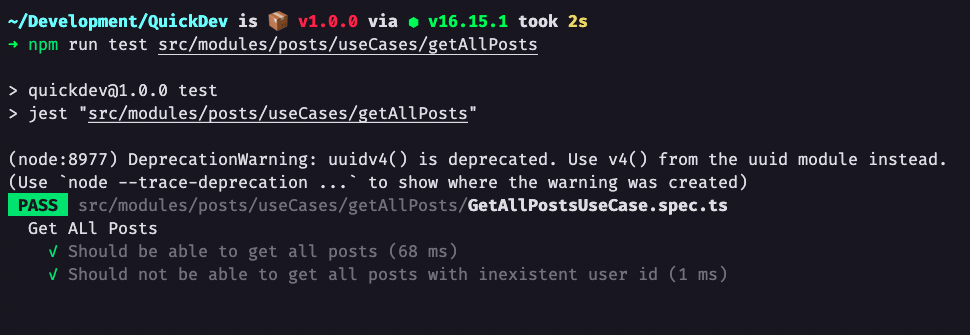 ~/Development/QuickDev is 📦 v1.0.0 via ⬢ v16.15.1 took 2s
➜ npm run test src/modules/posts/useCases/getAllPosts
> quickdev@1.0.0 test
> jest "src/modules/posts/useCases/getAllPosts"
(node:8977) DeprecationWarning: uuidv4() is deprecated. Use v4() from the uuid module instead.
(Use `node --trace-deprecation ...` to show where the warning was created)
PASS src/modules/posts/useCases/getAllPosts/GetAllPostsUseCase.spec.ts
Get ALl Posts
√ Should be able to get all posts (68 ms)
√ Should not be able to get all posts with inexistent user id (1 ms)